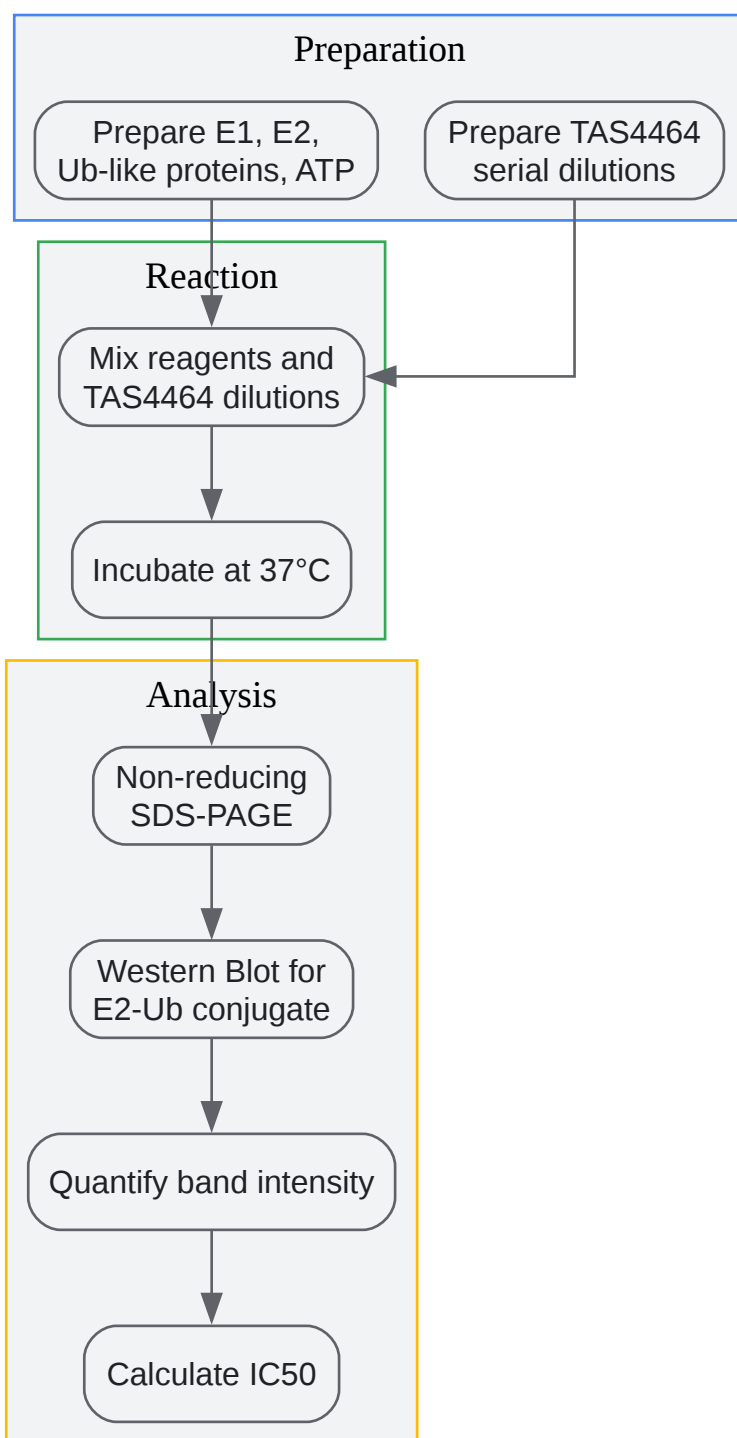 Preparation
Prepare E1, E2,
Ub-like proteins, ATP
Prepare TAS4464
serial dilutions
Reaction
Mix reagents and
TAS4464 dilutions
Incubate at 37°C
Analysis
Non-reducing
SDS-PAGE
Western Blot for
E2-Ub conjugate
Quantify band intensity
Calculate IC50